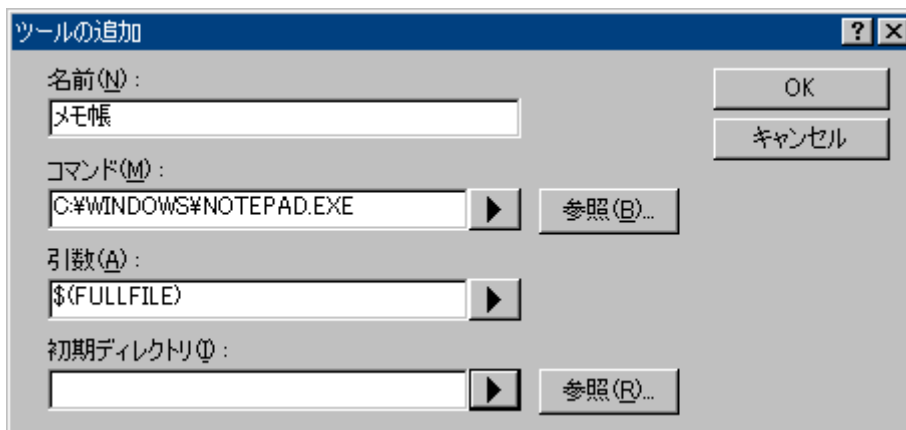 ツールの追加
名前(N):
OK
メモ帳
キャンセル
コマンド(M):
C:¥WINDOWS¥NOTEPAD.EXE
参照(B)...
引数(A):
$(FULLFILE)
初期ディレクトリ(I):
参照(R)...